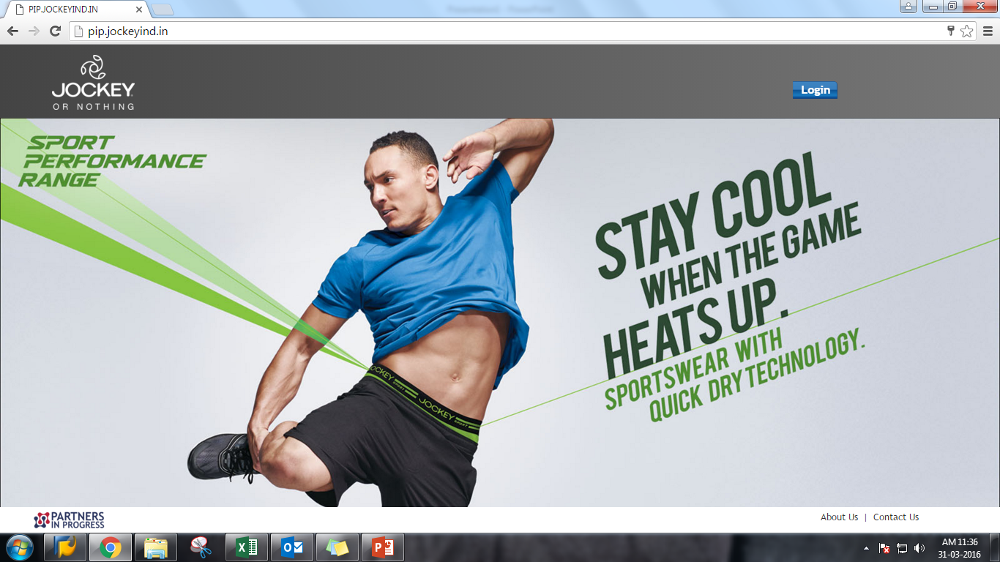 PIP.JOCKEYIND.IN
pip.jockeyind.in
JOCKEY
OR NOTHING
Login
SPORT
PERFORMANCE
RANGE
STAY COOL
WHEN THE GAME
HEATS UP.
SPORTSWEAR WITH
QUICK DRY TECHNOLOGY.
JOCKEY SPORT JOCKEY SPORT
PARTNERS
IN PROGRESS
About Us | Contact Us
AM 11:36
31-03-2016